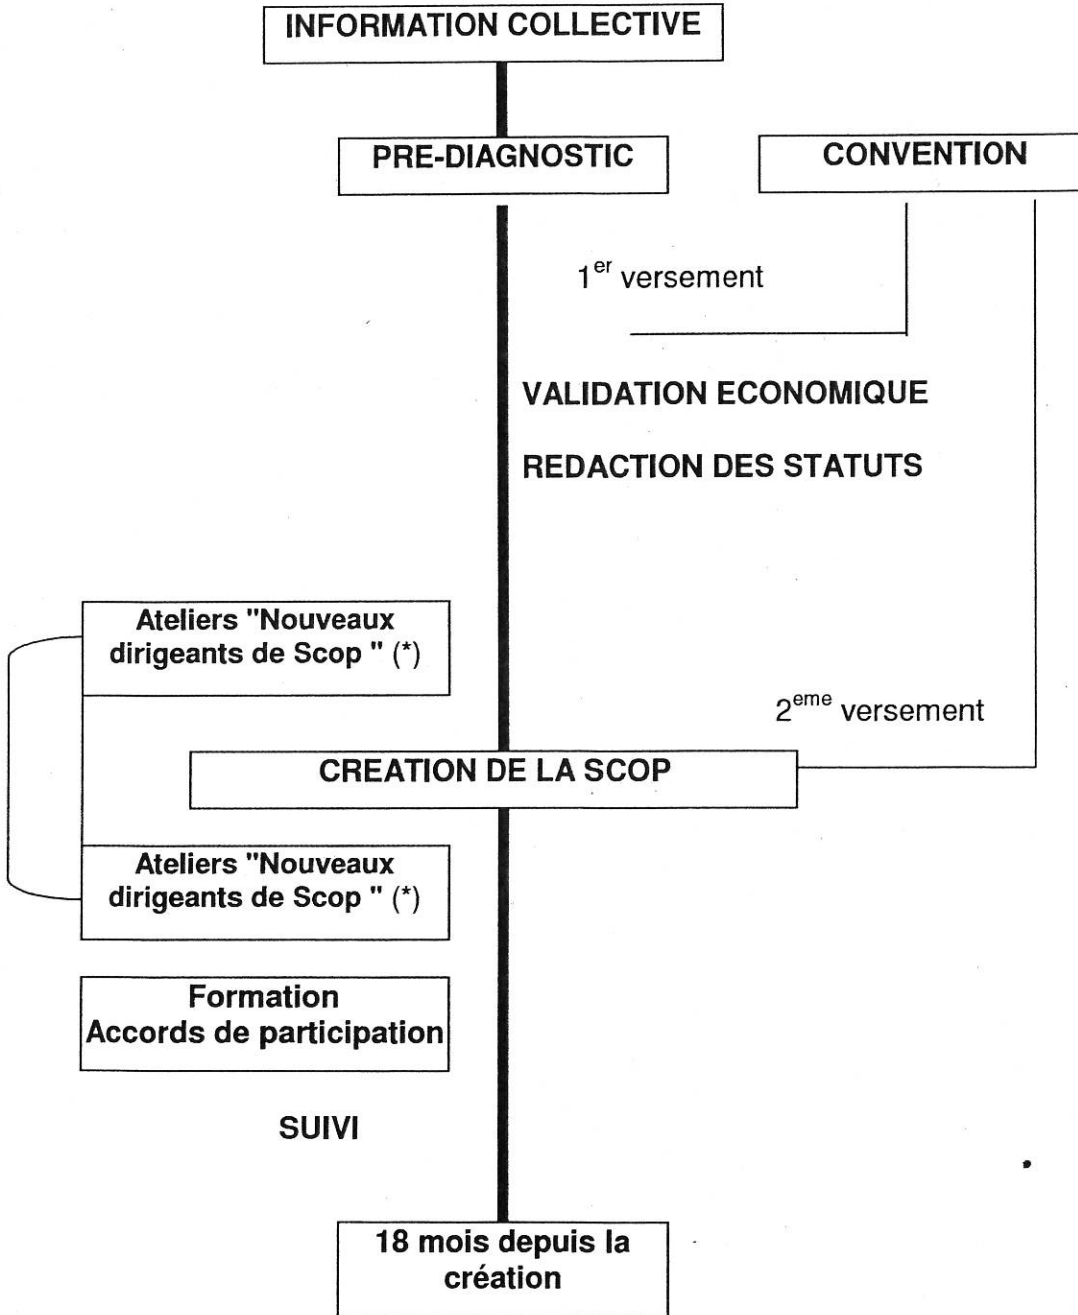 INFORMATION COLLECTIVE
PRE-DIAGNOSTIC
CONVENTION
1er versement
VALIDATION ECONOMIQUE
REDACTION DES STATUTS
Ateliers "Nouveaux
dirigeants de Scop " (*)
2eme versement
CREATION DE LA SCOP
Ateliers "Nouveaux
dirigeants de Scop " (*)
Formation
Accords de participation
SUIVI
18 mois depuis la
création